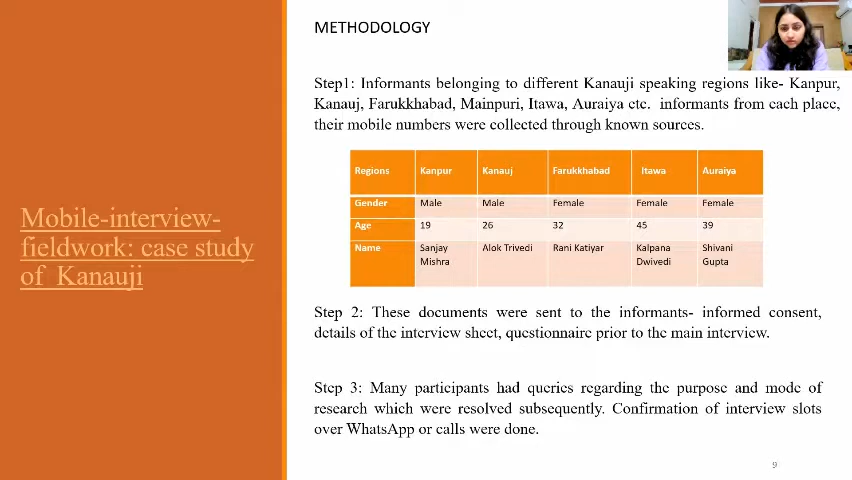 METHODOLOGY
Step1: Informants belonging to different Kanauji speaking regions like- Kanpur,
Kanauj, Farukkhabad, Mainpuri, Itawa, Auraiya etc. informants from each place,
their mobile numbers were collected through known sources.
Regions Kanpur Kanauj Farukkhabad Itawa Auraiya
Gender Male Male Female Female Female
Age 19 26 32 45 39
Name Sanjay Mishra Alok Trivedi Rani Katiyar Kalpana Dwivedi Shivani Gupta
Mobile-interview-
fieldwork: case study
of Kanauji
Step 2: These documents were sent to the informants- informed consent,
details of the interview sheet, questionnaire prior to the main interview.
Step 3: Many participants had queries regarding the purpose and mode of
research which were resolved subsequently. Confirmation of interview slots
over WhatsApp or calls were done.
9